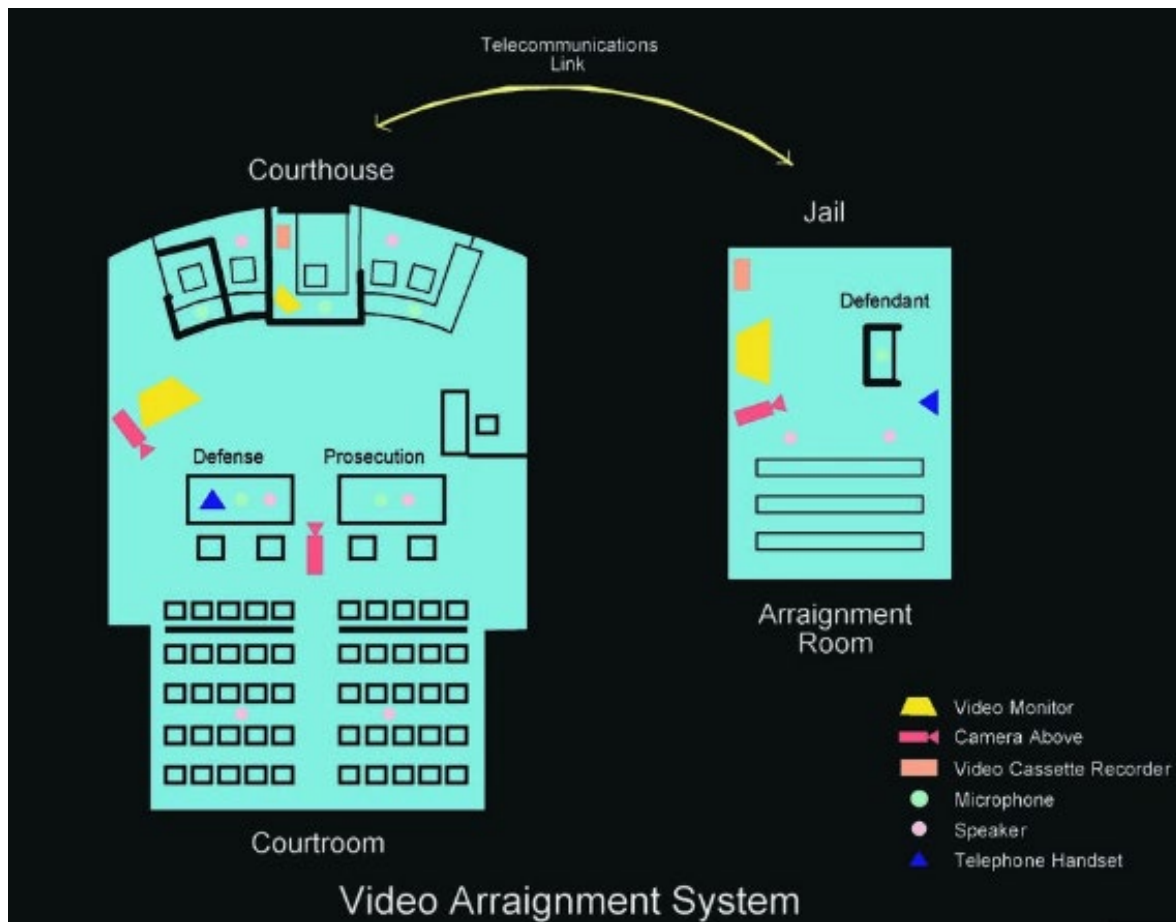 Telecommunications
Link
Courthouse
Jail
Defendant
Defense
Prosecution
Arraignment
Room
Video Monitor
Camera Above
Video Cassette Recorder
Microphone
Speaker
Telephone Handset
Courtroom
Video Arraignment System